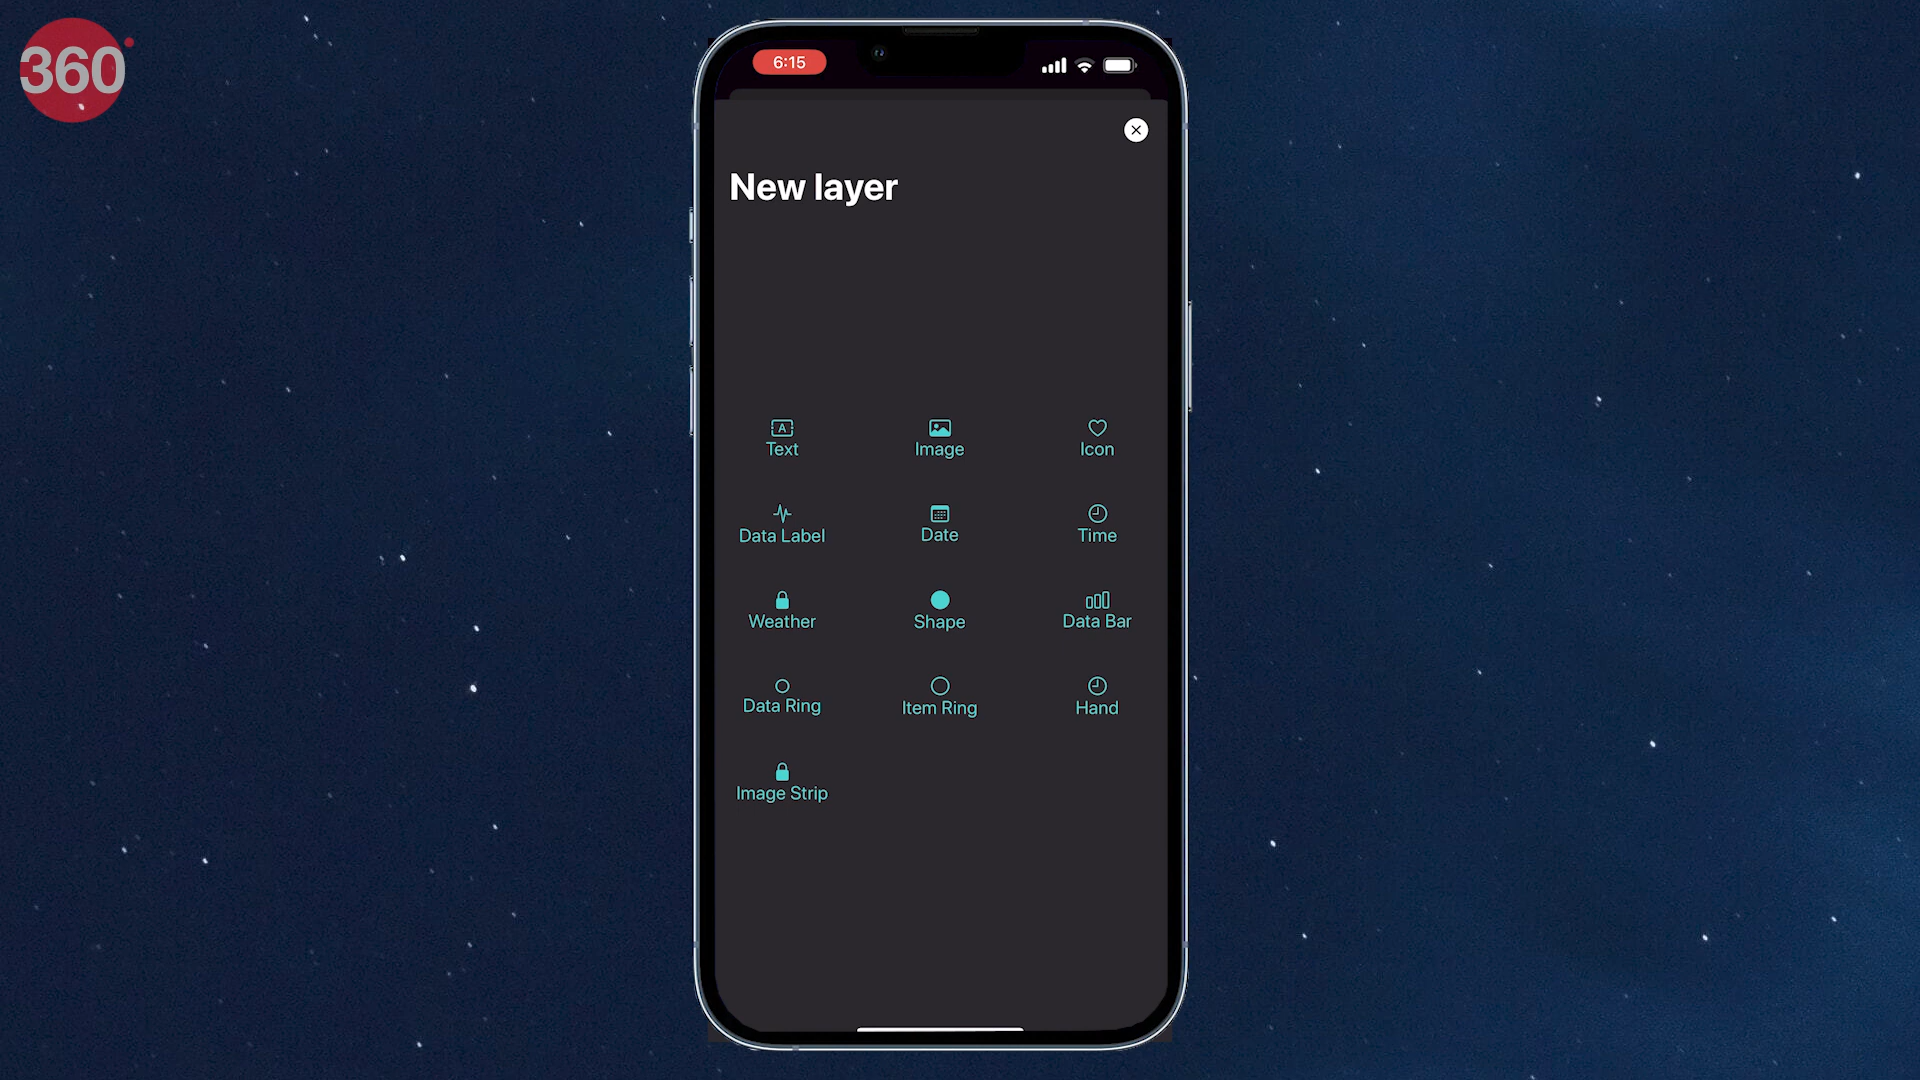 360
6:15
New layer
Text
Image
Icon
Data Label
Date
Time
Weather
Shape
Data Bar
Data Ring
Item Ring
Hand
Image Strip